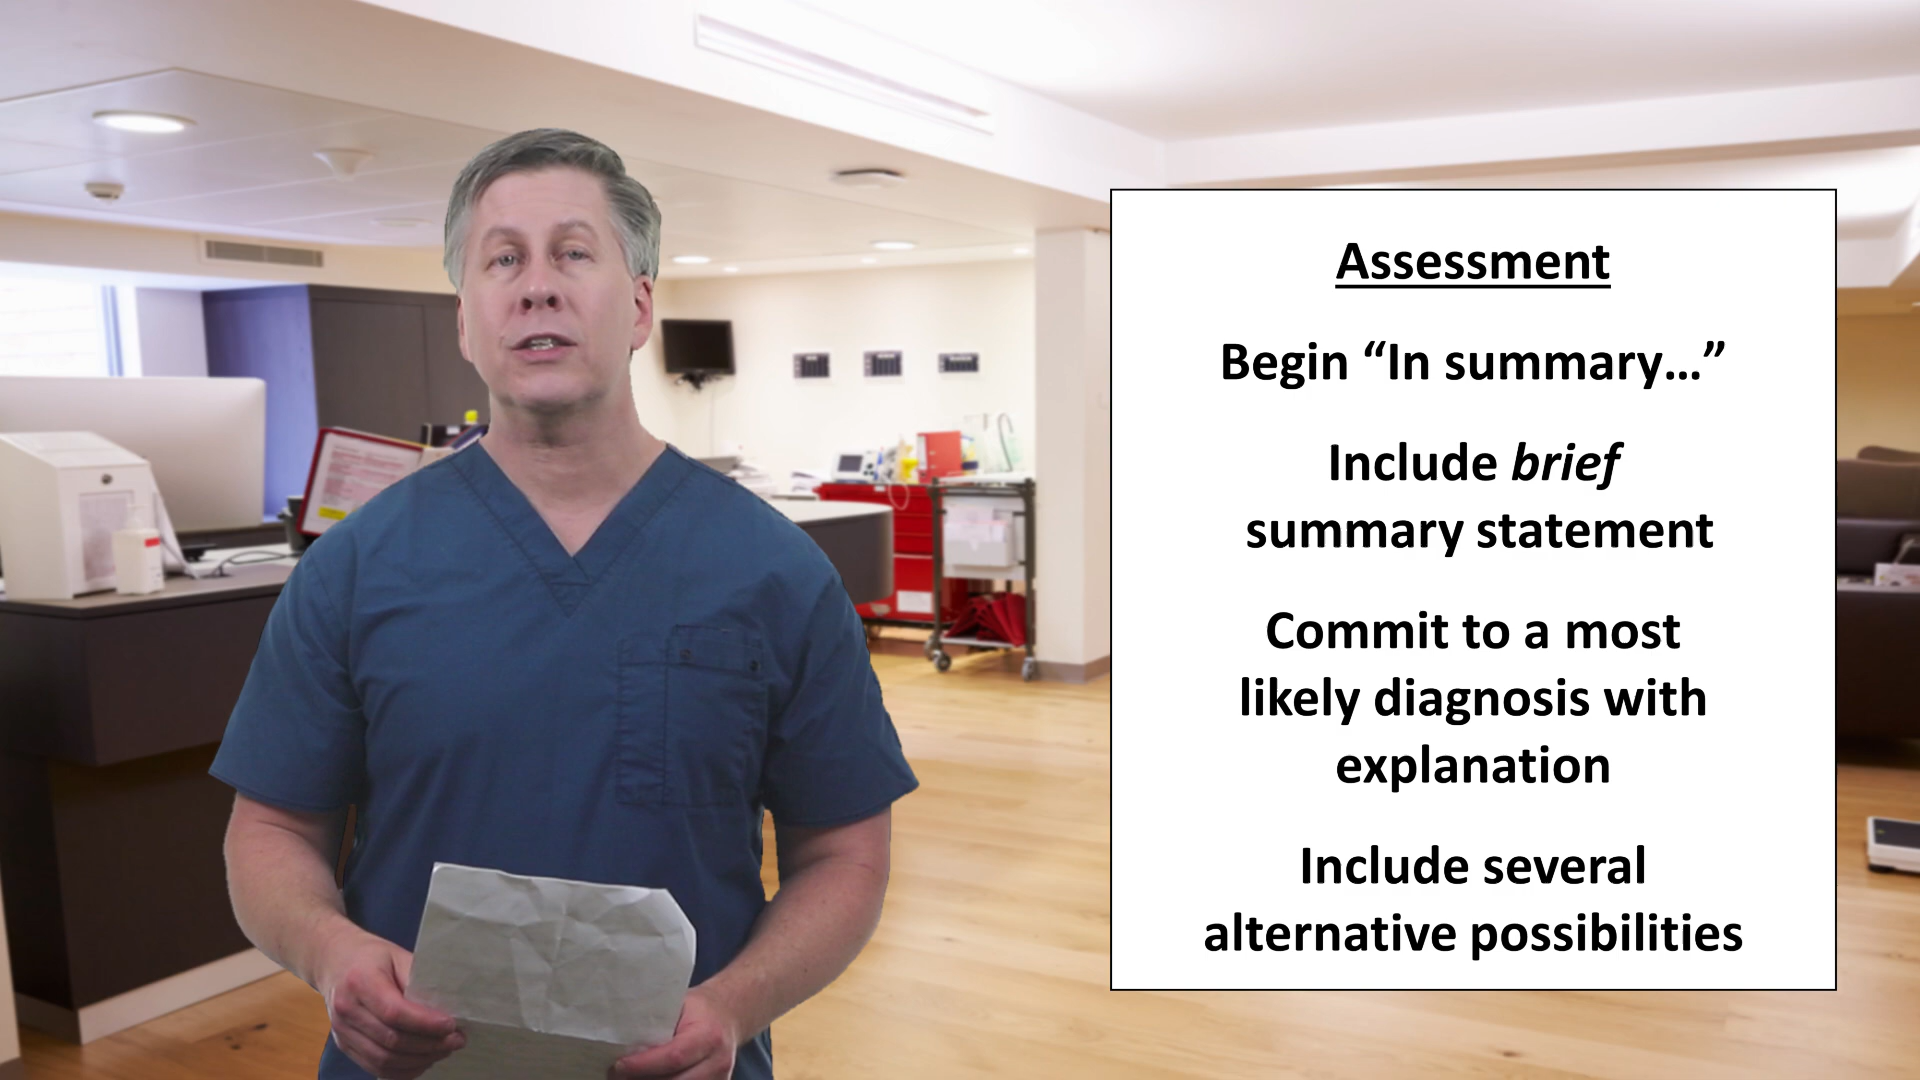 Assessment
Begin “In summary…”
Include brief
summary statement
Commit to a most
likely diagnosis with
explanation
Include several
alternative possibilities